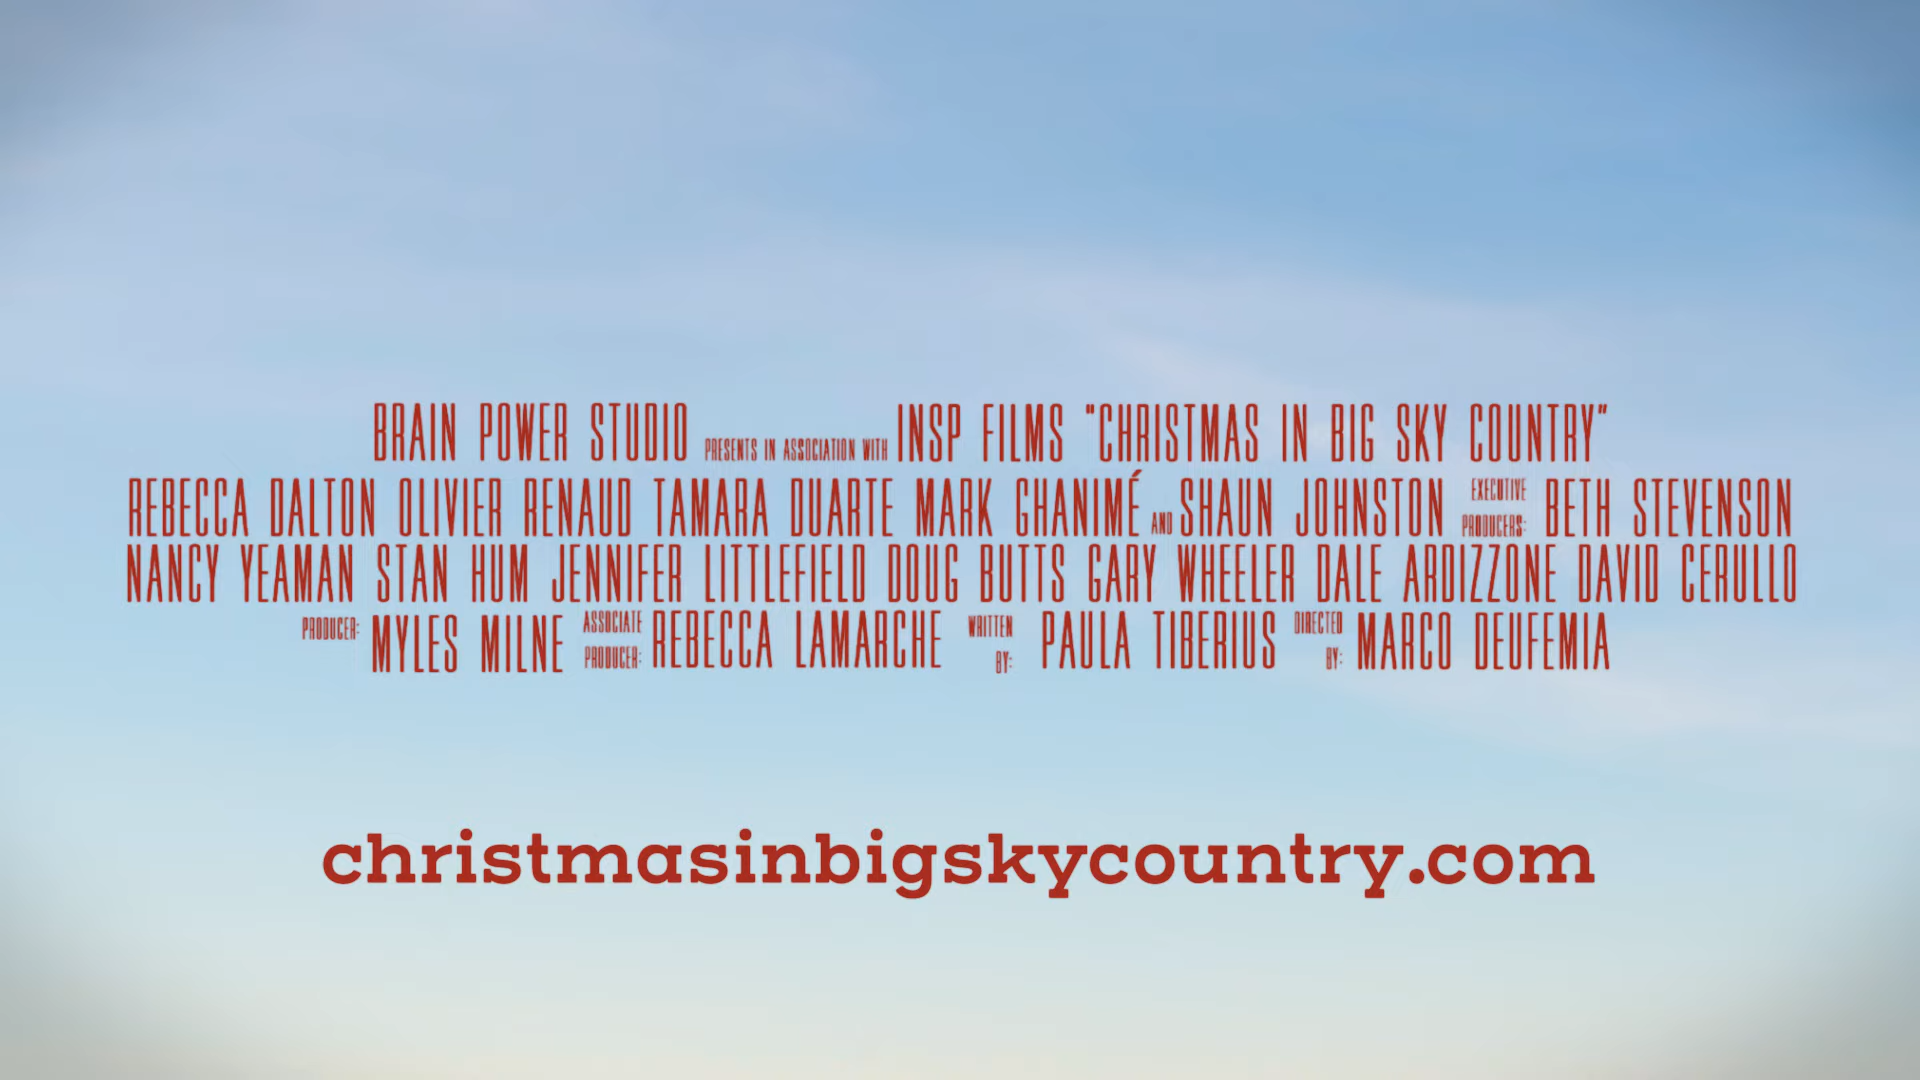 BRAIN POWER STUDIO PRESENTS IN ASSOCIATION WITH INSP FILMS "CHRISTMAS IN BIG SKY COUNTRY"
REBECCA DALTON OLIVIER RENAUD TAMARA DUARTE MARK GHANIMÉ AND SHAUN JOHNSTON EXECUTIVE PRODUCERS: BETH STEVENSON
NANCY YEAMAN STAN HUM JENNIFER LITTLEFIELD DOUG BUTTS GARY WHEELER DALE ARDIZZONE DAVID CERULLO
PRODUCER: MYLES MILNE ASSOCIATE PRODUCER: REBECCA LAMARCHE WRITTEN BY: PAULA TIBERIUS DIRECTED BY: MARCO DEUFEMIA
christmasinbigskycountry.com